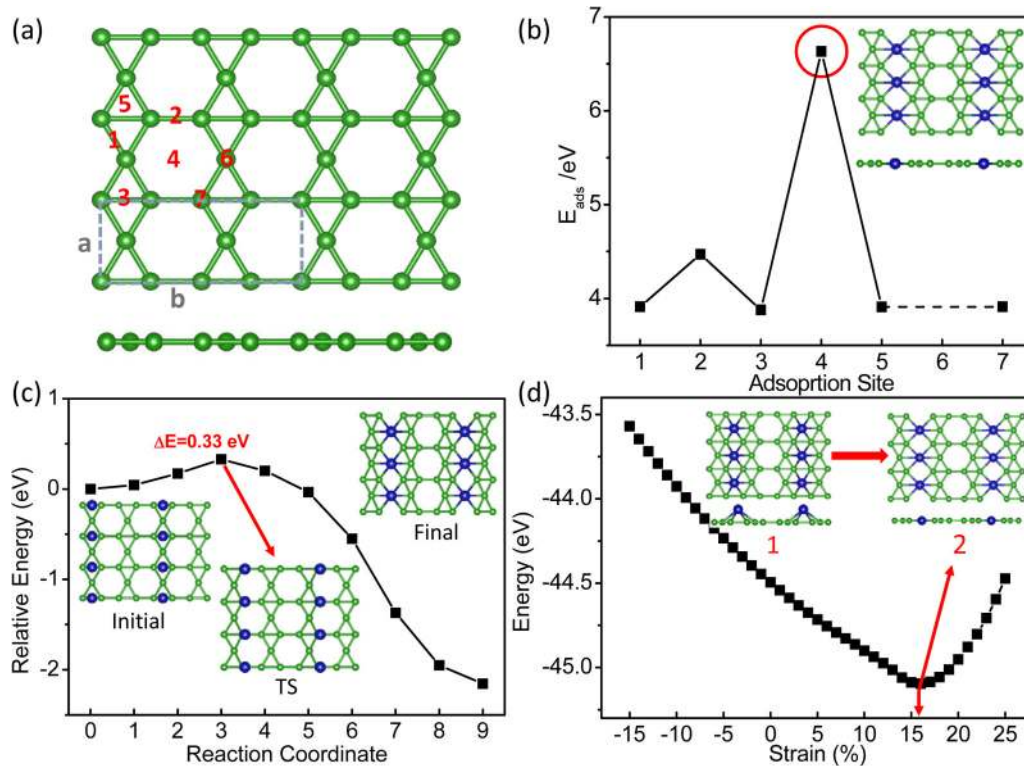 (a)
5
2
1
4
6
3
7
a
b
(b)
7
6
5
4
E_ads /eV
1 2 3 4 5 6 7
Adsoprtion Site
(c)
1
0
-1
-2
Relative Energy (eV)
ΔE=0.33 eV
Initial
TS
Final
0 1 2 3 4 5 6 7 8 9
Reaction Coordinate
(d)
-43.5
-44.0
-44.5
-45.0
Energy (eV)
1
2
-15 -10 -5 0 5 10 15 20 25
Strain (%)